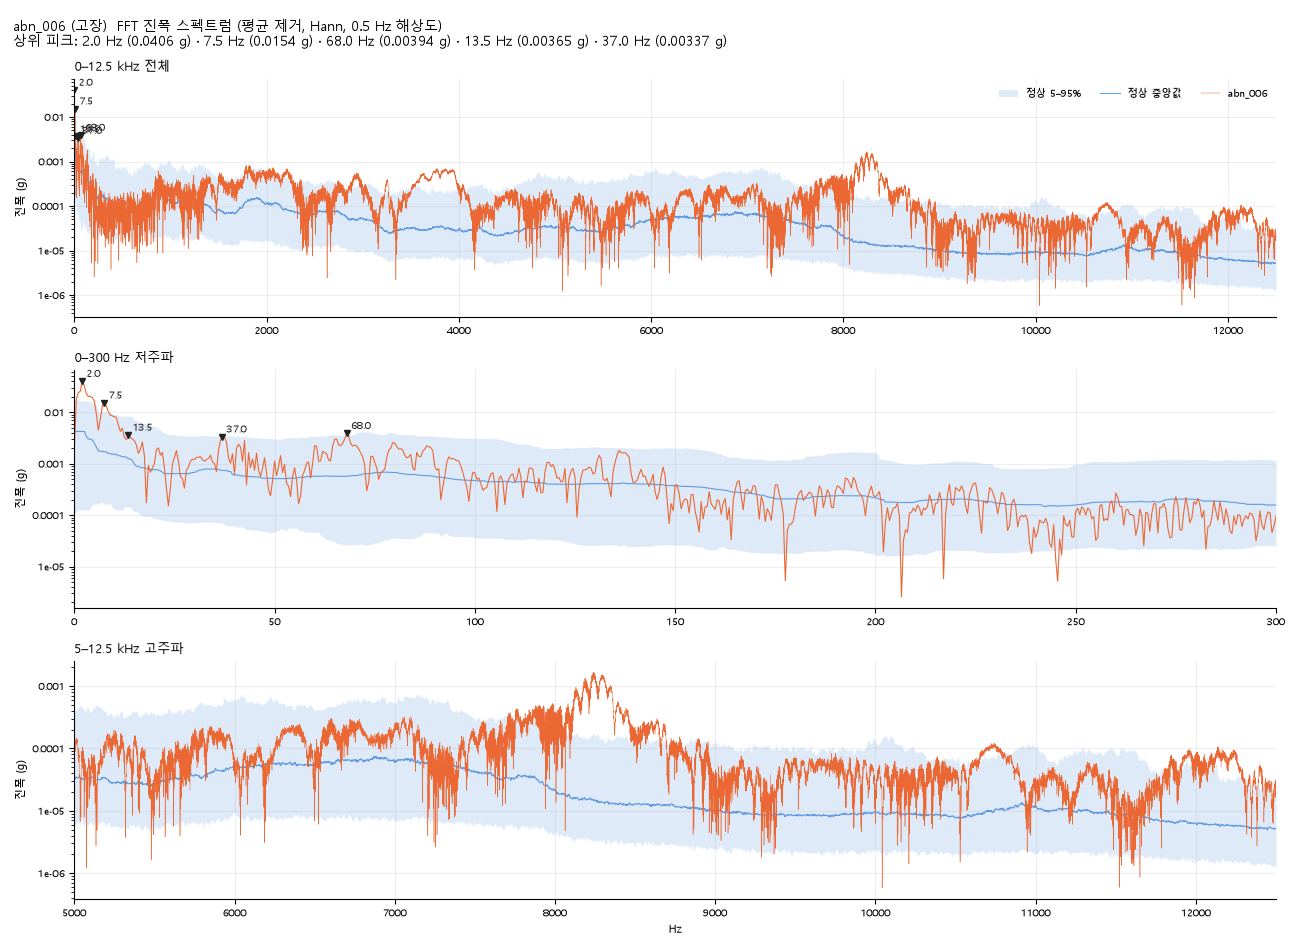 abn_006 (고장) FFT 진폭 스펙트럼 (평균 제거, Hann, 0.5 Hz 해상도)
상위 피크: 2.0 Hz (0.0406 g) · 7.5 Hz (0.0154 g) · 68.0 Hz (0.00394 g) · 13.5 Hz (0.00365 g) · 37.0 Hz (0.00337 g)
0–12.5 kHz 전체
정상 5–95% 정상 중앙값 abn_006
2.0
7.5
진폭 (g)
0.01
0.001
0.0001
1e-05
1e-06
0 2000 4000 6000 8000 10000 12000
0–300 Hz 저주파
2.0
7.5
13.5
37.0
68.0
진폭 (g)
0.01
0.001
0.0001
1e-05
0 50 100 150 200 250 300
5–12.5 kHz 고주파
진폭 (g)
0.001
0.0001
1e-05
1e-06
5000 6000 7000 8000 9000 10000 11000 12000
Hz